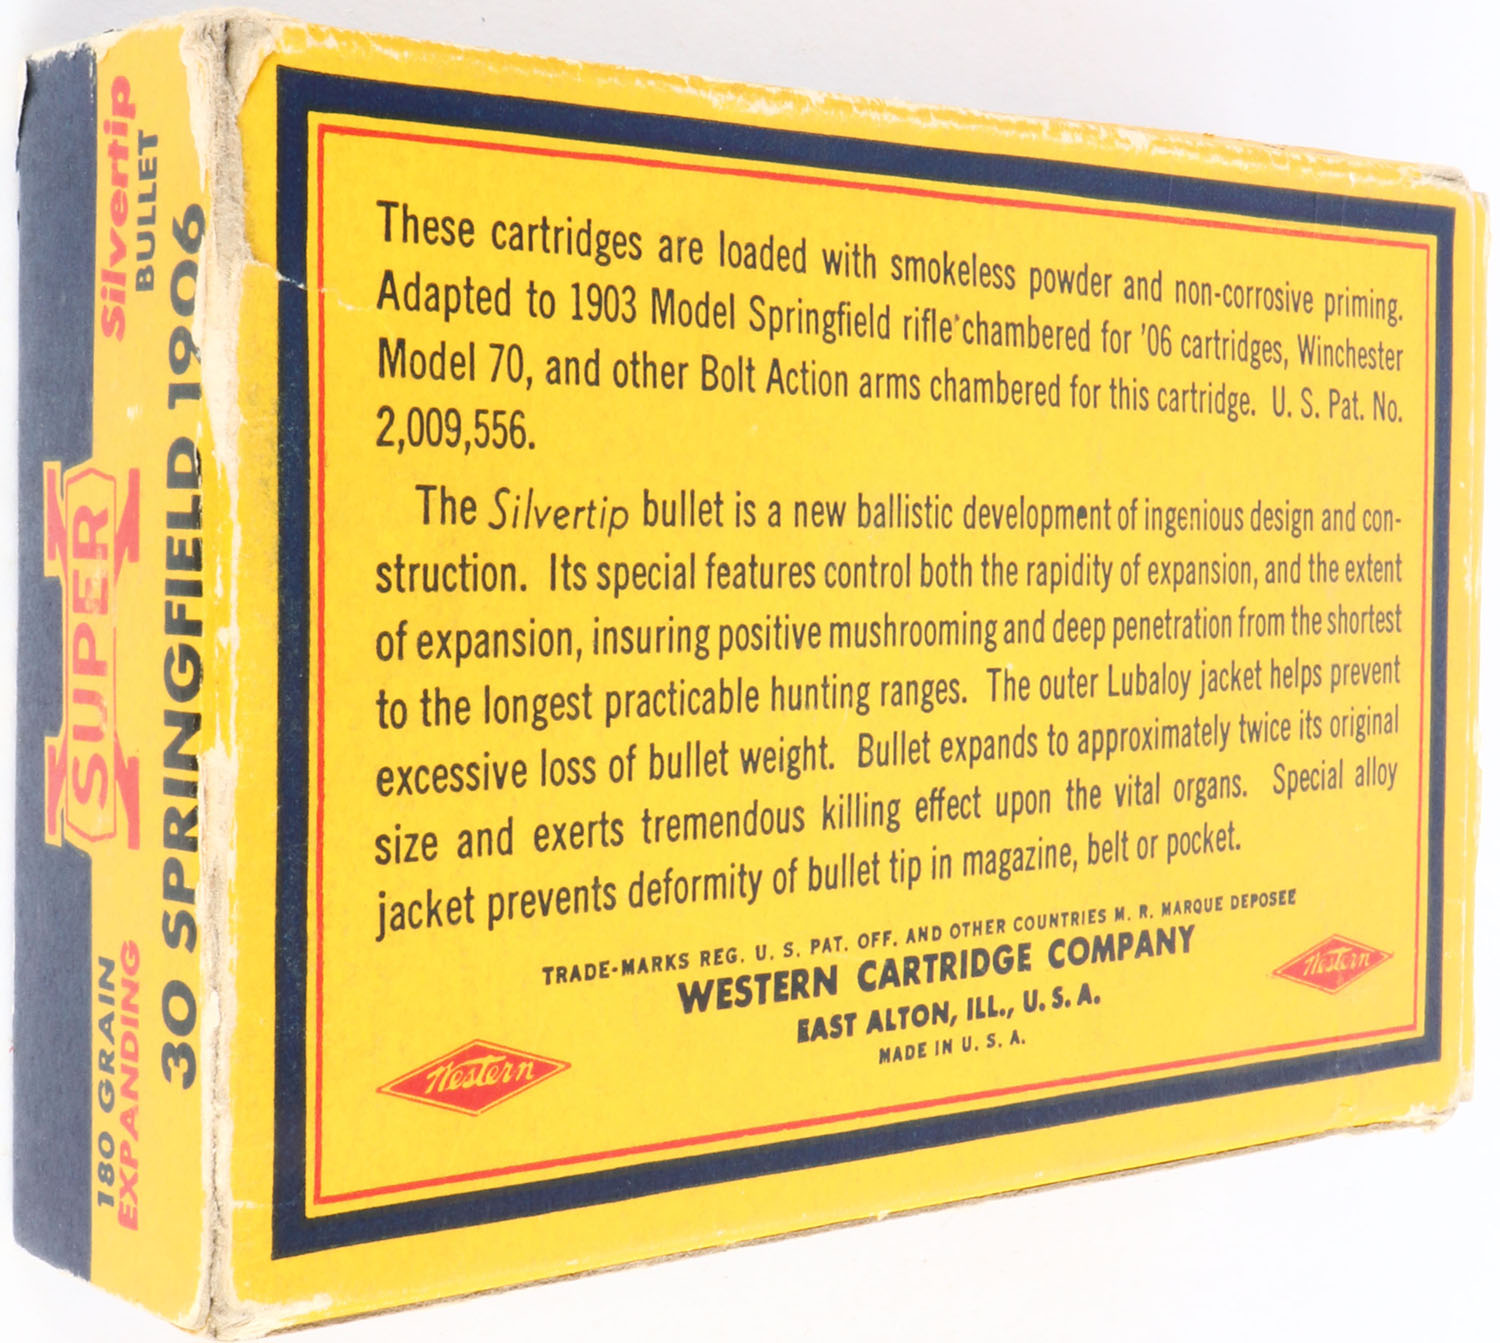 These cartridges are loaded with smokeless powder and non-corrosive priming.
Adapted to 1903 Model Springfield rifle chambered for '06 cartridges, Winchester
Model 70, and other Bolt Action arms chambered for this cartridge. U. S. Pat. No.
2,009,556.
The Silvertip bullet is a new ballistic development of ingenious design and con-
struction. Its special features control both the rapidity of expansion, and the extent
of expansion, insuring positive mushrooming and deep penetration from the shortest
to the longest practicable hunting ranges. The outer Lubaloy jacket helps prevent
excessive loss of bullet weight. Bullet expands to approximately twice its original
size and exerts tremendous killing effect upon the vital organs. Special alloy
jacket prevents deformity of bullet tip in magazine, belt or pocket.
TRADE-MARKS REG. U. S. PAT. OFF. AND OTHER COUNTRIES M. R. MARQUE DEPOSEE
WESTERN CARTRIDGE COMPANY
EAST ALTON, ILL., U. S. A.
MADE IN U. S. A.
Western
Western
180 GRAIN
EXPANDING
SUPER X
Silvertip
BULLET
30 SPRINGFIELD 1906